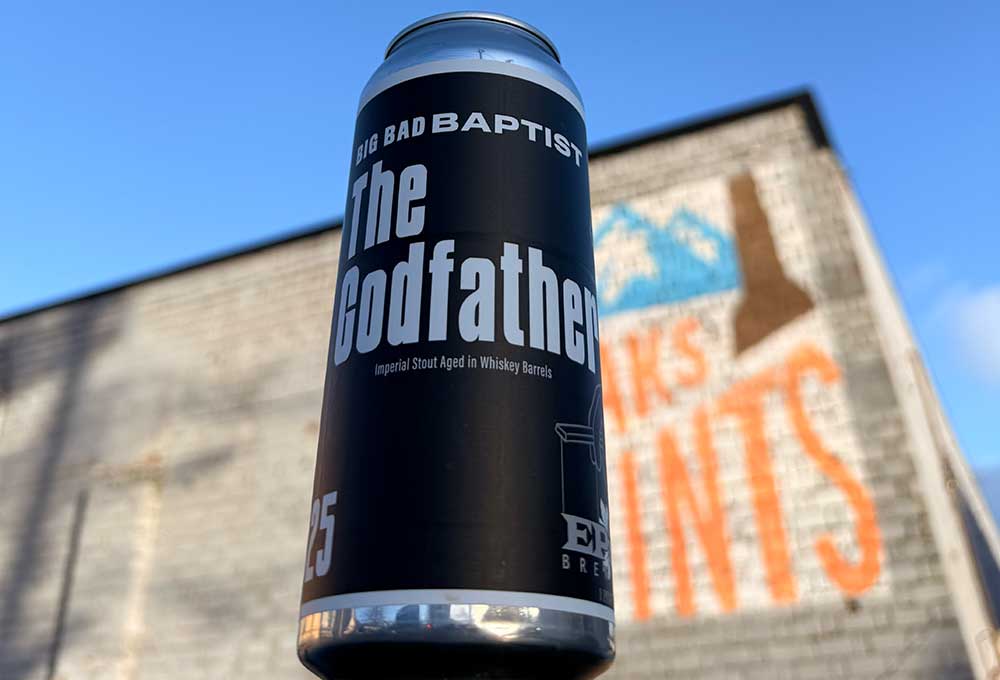 BIG BAD BAPTIST
The
Godfather
Imperial Stout Aged in Whiskey Barrels
25